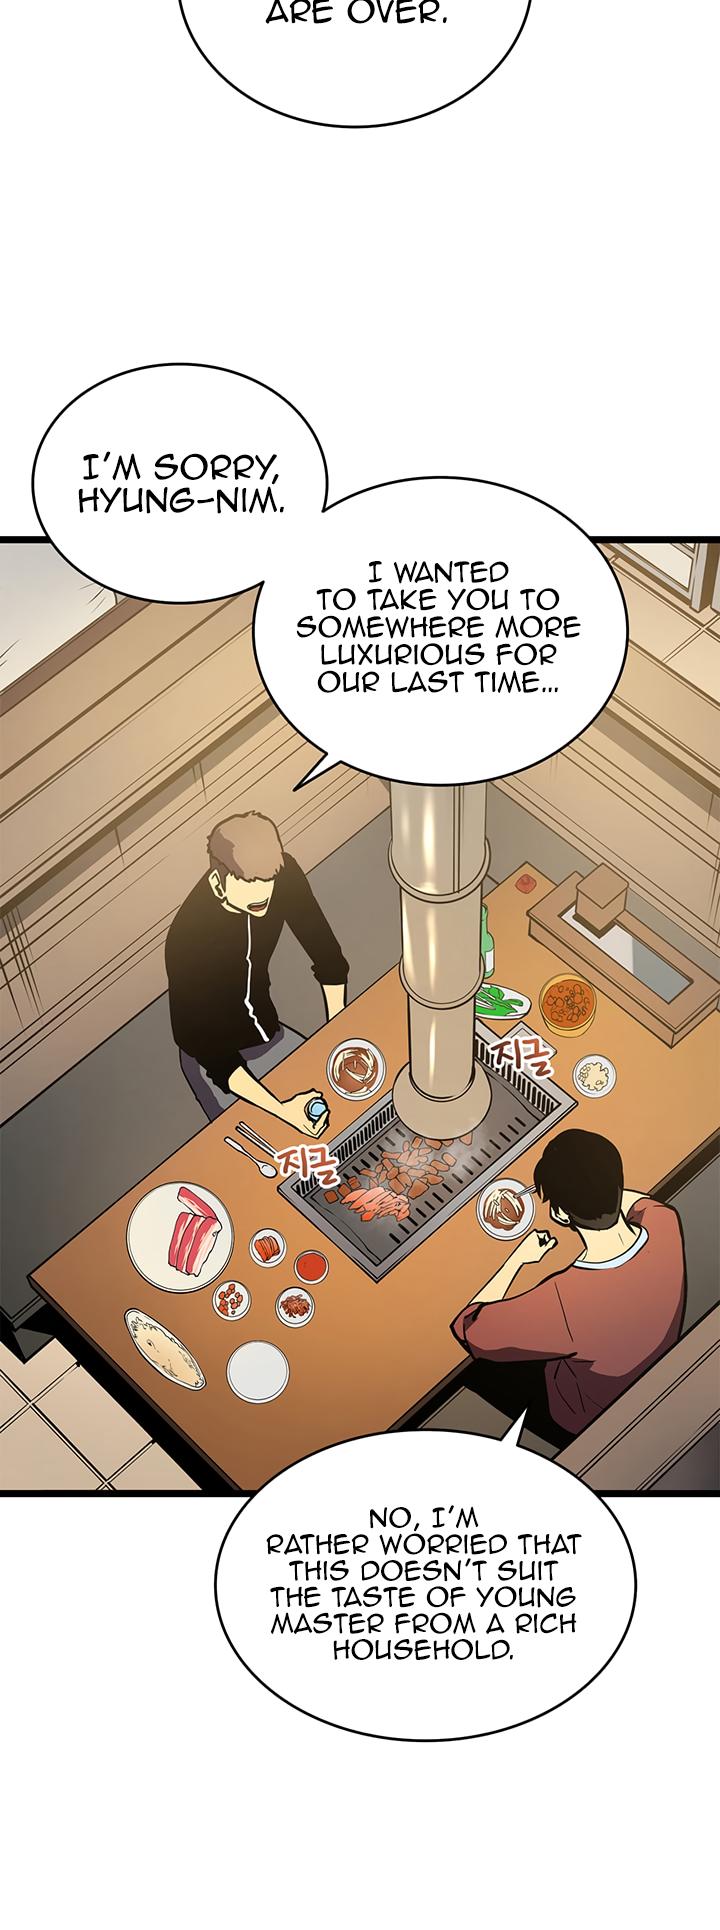 ARE OVER.
I'M SORRY,
HYUNG-NIM.
I WANTED
TO TAKE YOU TO
SOMEWHERE MORE
LUXURIOUS FOR
OUR LAST TIME...
지글
지글
NO, I'M
RATHER WORRIED THAT
THIS DOESN'T SUIT
THE TASTE OF YOUNG
MASTER FROM A RICH
HOUSEHOLD.